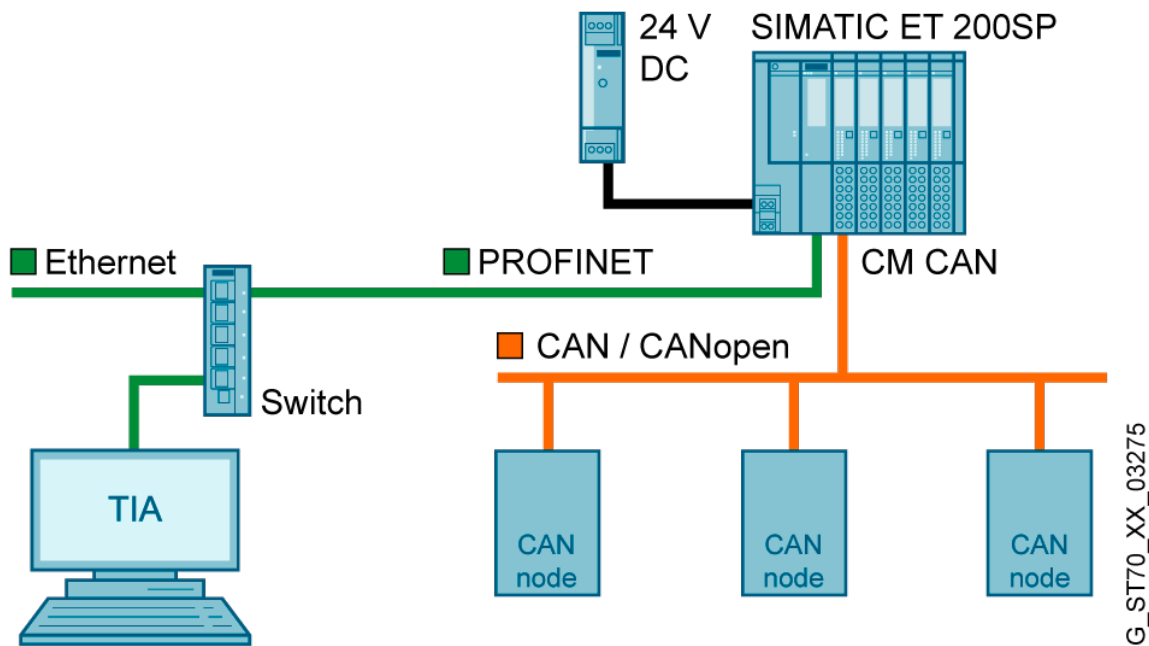 24 V
DC
SIMATIC ET 200SP
Ethernet
PROFINET
CM CAN
CAN / CANopen
Switch
TIA
CAN
node
CAN
node
CAN
node
G_ST70_XX_03275